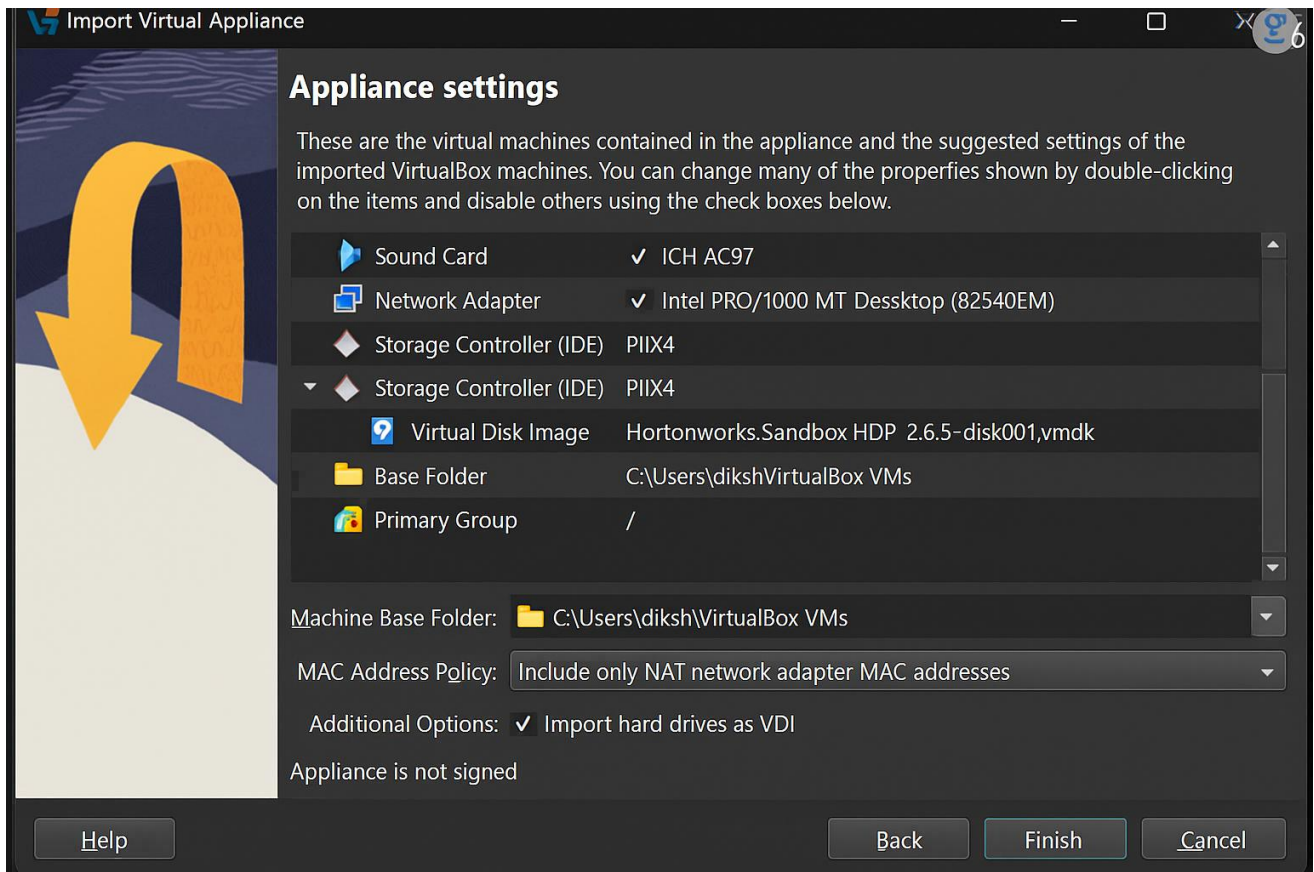 Import Virtual Appliance
6
Appliance settings
These are the virtual machines contained in the appliance and the suggested settings of the
imported VirtualBox machines. You can change many of the properfies shown by double-clicking
on the items and disable others using the check boxes below.
Sound Card ✓ ICH AC97
Network Adapter ✓ Intel PRO/1000 MT Dessktop (82540EM)
Storage Controller (IDE) PIIX4
Storage Controller (IDE) PIIX4
Virtual Disk Image Hortonworks.Sandbox HDP 2.6.5-disk001,vmdk
Base Folder C:\Users\dikshVirtualBox VMs
Primary Group /
Machine Base Folder: C:\Users\diksh\VirtualBox VMs
MAC Address Policy: Include only NAT network adapter MAC addresses
Additional Options: ✓ Import hard drives as VDI
Appliance is not signed
Help Back Finish Cancel